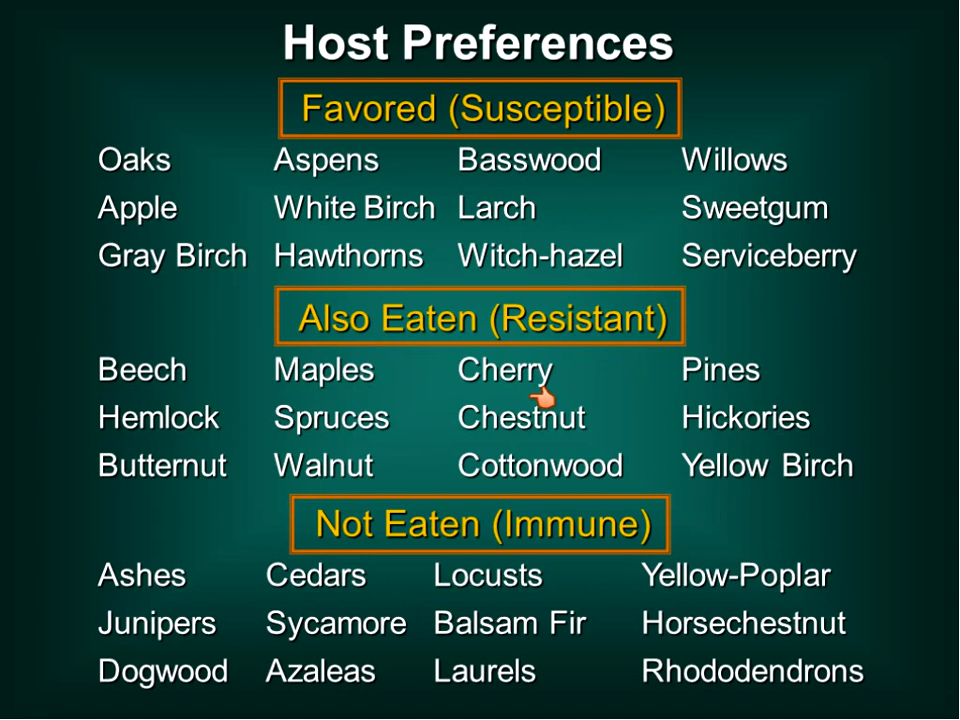 Host Preferences
Favored (Susceptible)
Oaks Aspens Basswood Willows
Apple White Birch Larch Sweetgum
Gray Birch Hawthorns Witch-hazel Serviceberry
Also Eaten (Resistant)
Beech Maples Cherry Pines
Hemlock Spruces Chestnut Hickories
Butternut Walnut Cottonwood Yellow Birch
Not Eaten (Immune)
Ashes Cedars Locusts Yellow-Poplar
Junipers Sycamore Balsam Fir Horsechestnut
Dogwood Azaleas Laurels Rhododendrons